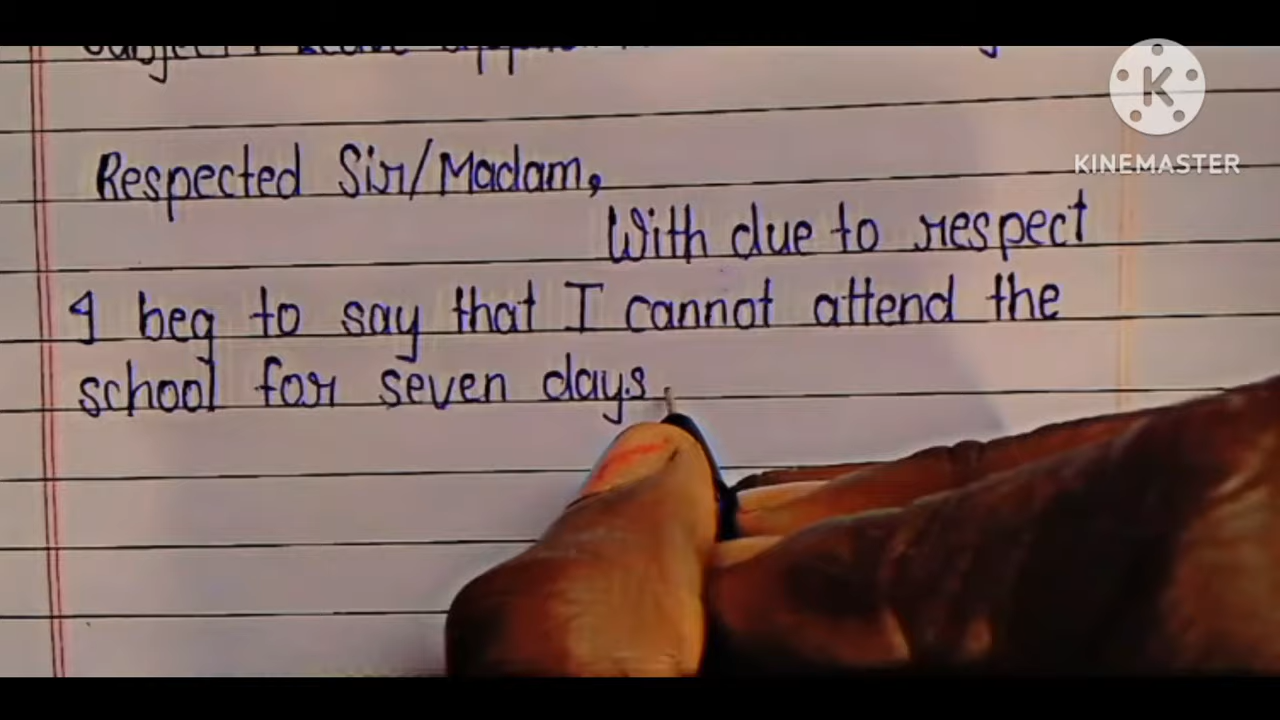 Respected Sir/Madam,
With due to respect
I beg to say that I cannot attend the
school for seven days.
KINEMASTER